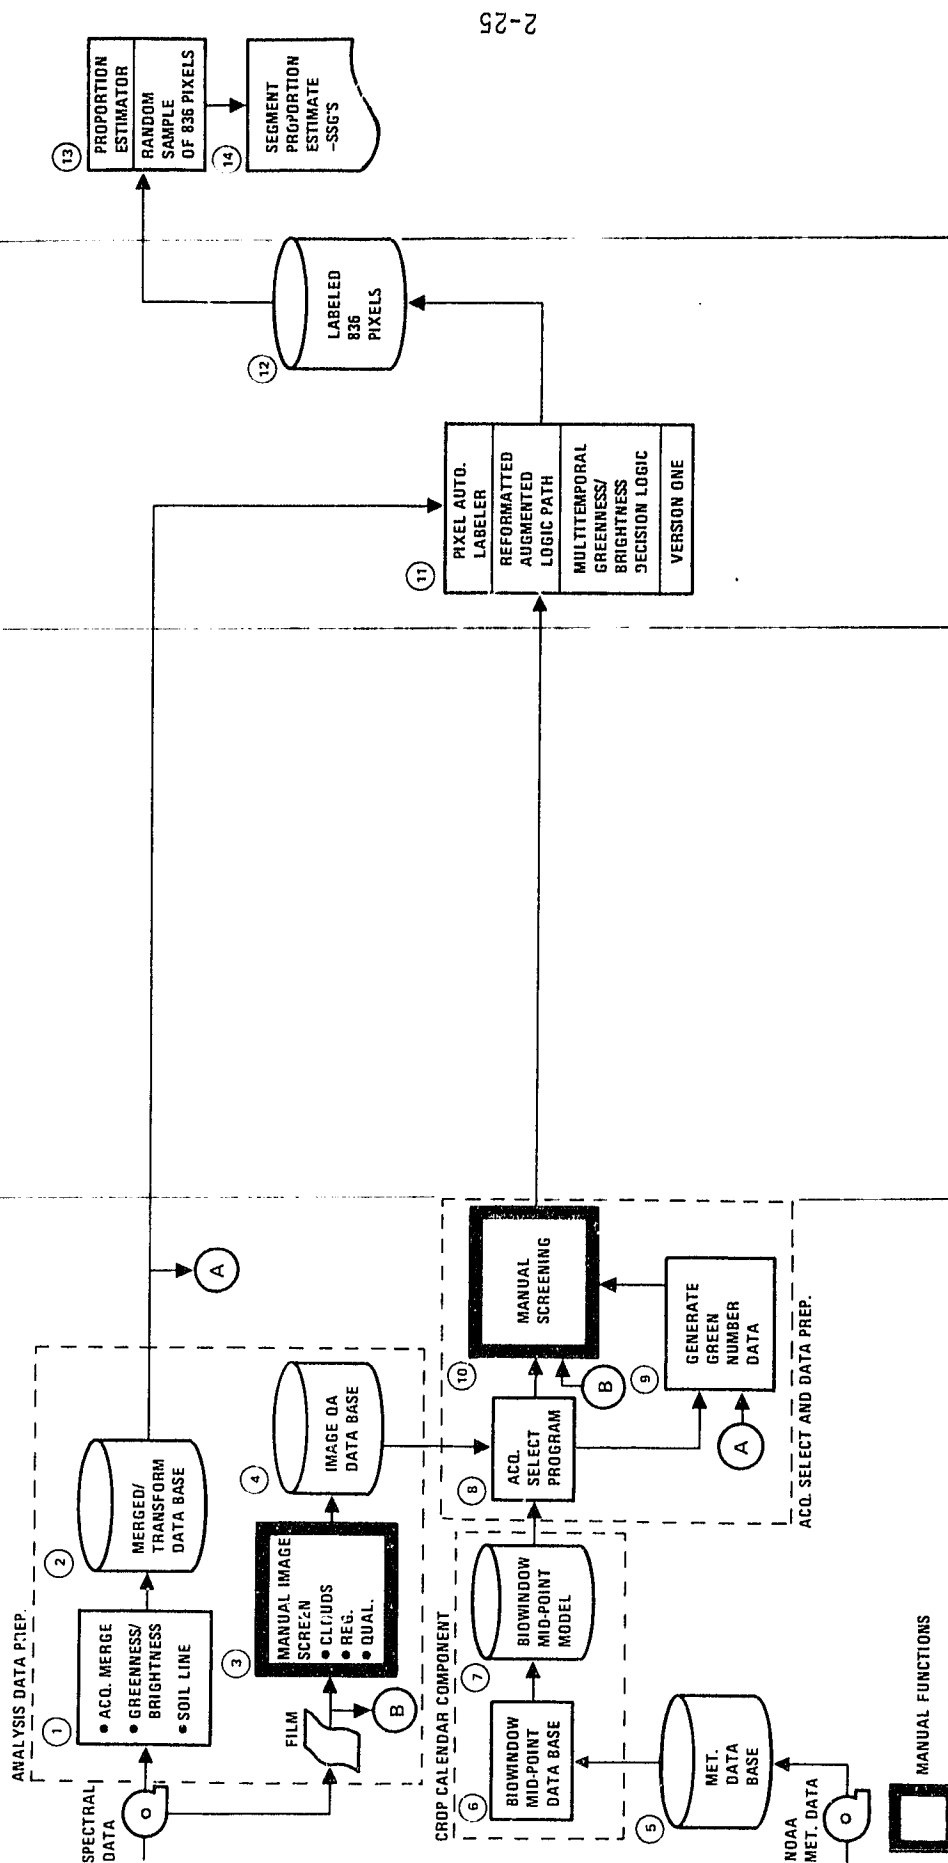 2-25
ANALYSIS DATA PREP.
SPECTRAL
DATA
1
• ACQ. MERGE
• GREENNESS/
BRIGHTNESS
• SOIL LINE
2
MERGED/
TRANSFORM
DATA BASE
A
FILM
B
3
MANUAL IMAGE
SCREEN
• CLOUDS
• REG.
• QUAL.
4
IMAGE QA
DATA BASE
CROP CALENDAR COMPONENT
NOAA
MET. DATA
5
MET.
DATA
BASE
6
BIOWINDOW
MID-POINT
DATA BASE
7
BIOWINDOW
MID-POINT
MODEL
8
ACQ.
SELECT
PROGRAM
A
9
GENERATE
GREEN
NUMBER
DATA
B
10
MANUAL
SCREENING
ACQ. SELECT AND DATA PREP.
11
PIXEL AUTO.
LABELER
REFORMATTED
AUGMENTED
LOGIC PATH
MULTITEMPORAL
GREENNESS/
BRIGHTNESS
DECISION LOGIC
VERSION ONE
12
LABELED
836
PIXELS
13
PROPORTION
ESTIMATOR
RANDOM
SAMPLE
OF 836 PIXELS
14
SEGMENT
PROPORTION
ESTIMATE
-SSG'S
MANUAL FUNCTIONS